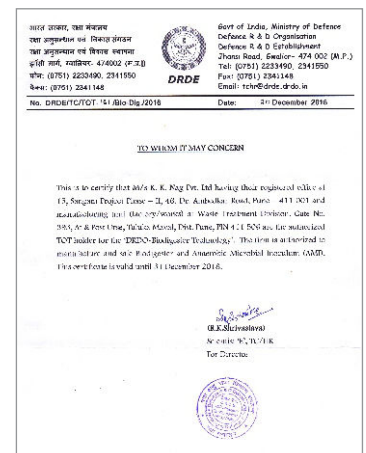 भारत सरकार, रक्षा मंत्रालय
रक्षा अनुसन्धान एवं विकास संगठन
रक्षा अनुसन्धान एवं विकास स्थापना
झाँसी मार्ग, ग्वालियर- 474002 (म.प्र.)
फोन: (0751) 2233490, 2341550
फैक्स: (0751) 2341148
DRDE
Govt of India, Ministry of Defence
Defence R & D Organisation
Defence R & D Establishment
Jhansi Road, Gwalior- 474 002 (M.P.)
Tel: (0751) 2233490, 2341550
Fax: (0751) 2341148
Email: @drde.drdo.in
No. DRDE/TC/TOT /Bio-Dig/2016
Date: December 2016
TO WHOM IT MAY CONCERN
This is to certify that M/s K. K. Nag Pvt. Ltd having their registered office at
13, Sangam Project Phase – II, 48, Dr. Ambedkar Road, Pune – 411 001 and
manufacturing unit at Waste Treatment Division, Gate No.
At & Post Urse, Taluka Maval, Dist. Pune, PIN 506 are the authorized
TOT holder for the 'DRDO-Biodigester Technology'. The firm is authorized to
manufacture and sale Biodigester and Anaerobic Microbial Inoculum (AMI).
This certificate is valid until 31 December
(R.K.Shrivastava)
Scientist
For Director